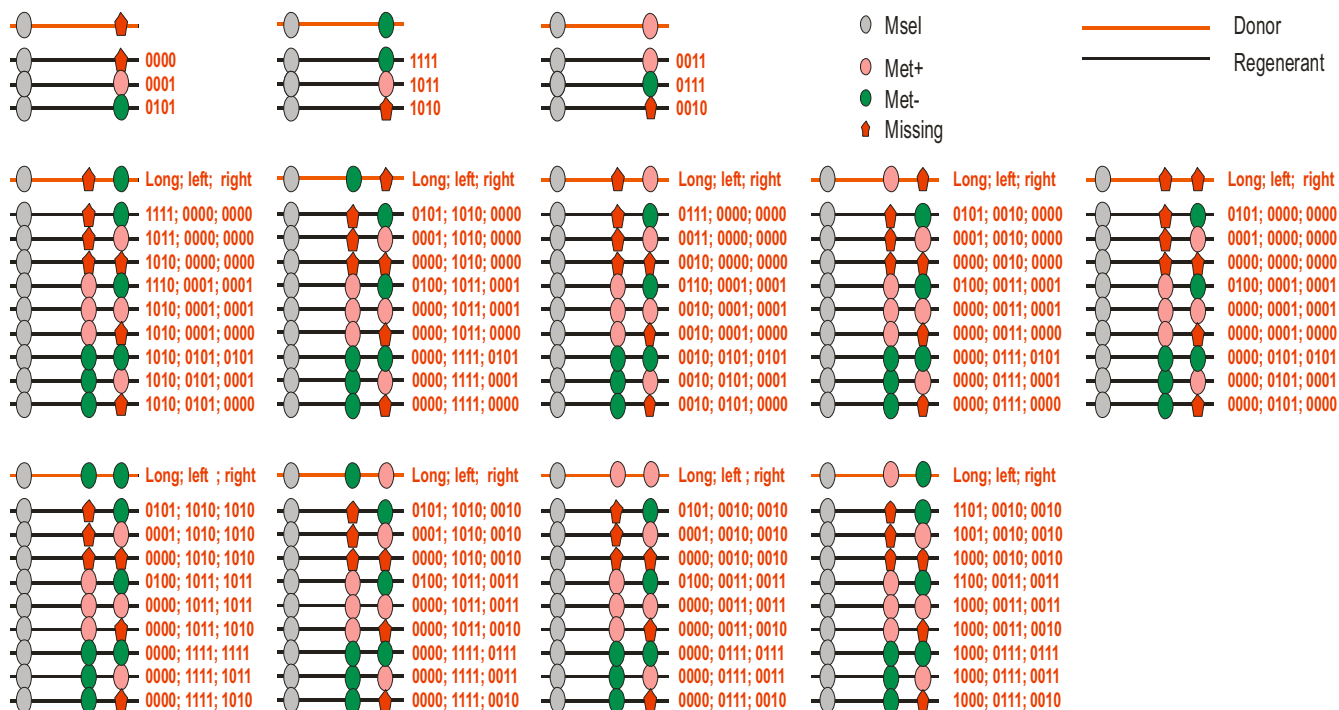 0000
0001
0101
1111
1011
1010
0011
0111
0010
MseI
Met+
Met-
Missing
Donor
Regenerant
Long; left; right
1111; 0000; 0000
1011; 0000; 0000
1010; 0000; 0000
1110; 0001; 0001
1010; 0001; 0001
1010; 0001; 0000
1010; 0101; 0101
1010; 0101; 0001
1010; 0101; 0000
Long; left; right
0101; 1010; 0000
0001; 1010; 0000
0000; 1010; 0000
0100; 1011; 0001
0000; 1011; 0001
0000; 1011; 0000
0000; 1111; 0101
0000; 1111; 0001
0000; 1111; 0000
Long; left; right
0111; 0000; 0000
0011; 0000; 0000
0010; 0000; 0000
0110; 0001; 0001
0010; 0001; 0001
0010; 0001; 0000
0010; 0101; 0101
0010; 0101; 0001
0010; 0101; 0000
Long; left; right
0101; 0010; 0000
0001; 0010; 0000
0000; 0010; 0000
0100; 0011; 0001
0000; 0011; 0001
0000; 0011; 0000
0000; 0111; 0101
0000; 0111; 0001
0000; 0111; 0000
Long; left; right
0101; 0000; 0000
0001; 0000; 0000
0000; 0000; 0000
0100; 0001; 0001
0000; 0001; 0001
0000; 0001; 0000
0000; 0101; 0101
0000; 0101; 0001
0000; 0101; 0000
Long; left ; right
0101; 1010; 1010
0001; 1010; 1010
0000; 1010; 1010
0100; 1011; 1011
0000; 1011; 1011
0000; 1011; 1010
0000; 1111; 1111
0000; 1111; 1011
0000; 1111; 1010
Long; left; right
0101; 1010; 0010
0001; 1010; 0010
0000; 1010; 0010
0100; 1011; 0011
0000; 1011; 0011
0000; 1011; 0010
0000; 1111; 0111
0000; 1111; 0011
0000; 1111; 0010
Long; left ; right
0101; 0010; 0010
0001; 0010; 0010
0000; 0010; 0010
0100; 0011; 0011
0000; 0011; 0011
0000; 0011; 0010
0000; 0111; 0111
0000; 0111; 0011
0000; 0111; 0010
Long; left; right
1101; 0010; 0010
1001; 0010; 0010
1000; 0010; 0010
1100; 0011; 0011
1000; 0011; 0011
1000; 0011; 0010
1000; 0111; 0111
1000; 0111; 0011
1000; 0111; 0010